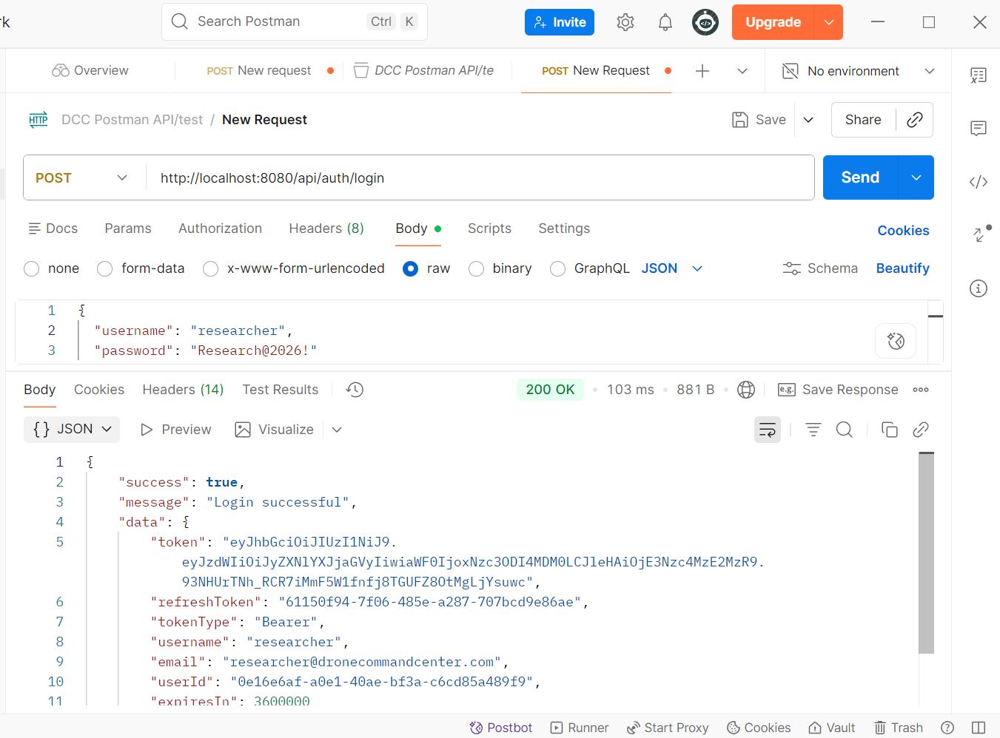 rk
Search Postman Ctrl K
Invite
Upgrade
Overview
POST New request
DCC Postman API/te
POST New Request
No environment
HTTP DCC Postman API/test / New Request
Save
Share
POST http://localhost:8080/api/auth/login
Send
Docs Params Authorization Headers (8) Body Scripts Settings Cookies
none form-data x-www-form-urlencoded raw binary GraphQL JSON Schema Beautify
1 {
2 "username": "researcher",
3 "password": "Research@2026!"
Body Cookies Headers (14) Test Results 200 OK 103 ms 881 B e.g. Save Response
{} JSON Preview Visualize
1 {
2 "success": true,
3 "message": "Login successful",
4 "data": {
5 "token": "eyJhbGciOiJIUzI1NiJ9.
eyJzdWIiOiJyZXNlYXJjaGVyIiwiaWF0IjoxNzc3ODI4MDM0LCJleHAiOjE3Nzc4MzE2MzR9.
93NHUrTNh_RCR7iMmF5W1fnfj8TGUFZ8OtMgLjYsuwc",
6 "refreshToken": "61150f94-7f06-485e-a287-707bcd9e86ae",
7 "tokenType": "Bearer",
8 "username": "researcher",
9 "email": "researcher@dronecommandcenter.com",
10 "userId": "0e16e6af-a0e1-40ae-bf3a-c6cd85a489f9",
11 "expiresIn": 3600000
Postbot Runner Start Proxy Cookies Vault Trash